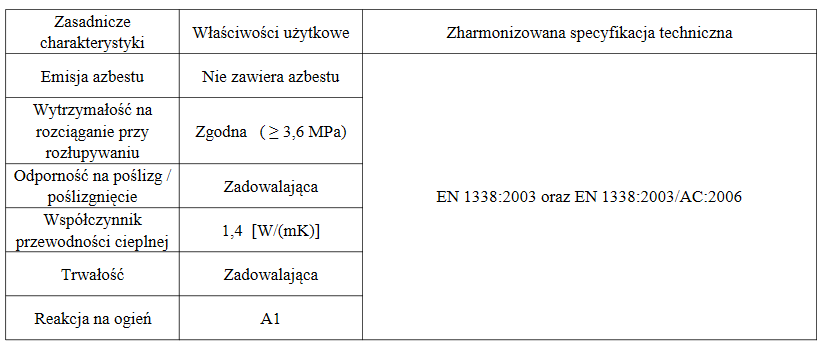 Zasadnicze
charakterystyki
Właściwości użytkowe
Zharmonizowana specyfikacja techniczna
Emisja azbestu
Nie zawiera azbestu
Wytrzymałość na
rozciąganie przy
rozłupywaniu
Zgodna ( ≥ 3,6 MPa)
Odporność na poślizg /
poślizgnięcie
Zadowalająca
Współczynnik
przewodności cieplnej
1,4 [W/(mK)]
Trwałość
Zadowalająca
Reakcja na ogień
A1
EN 1338:2003 oraz EN 1338:2003/AC:2006